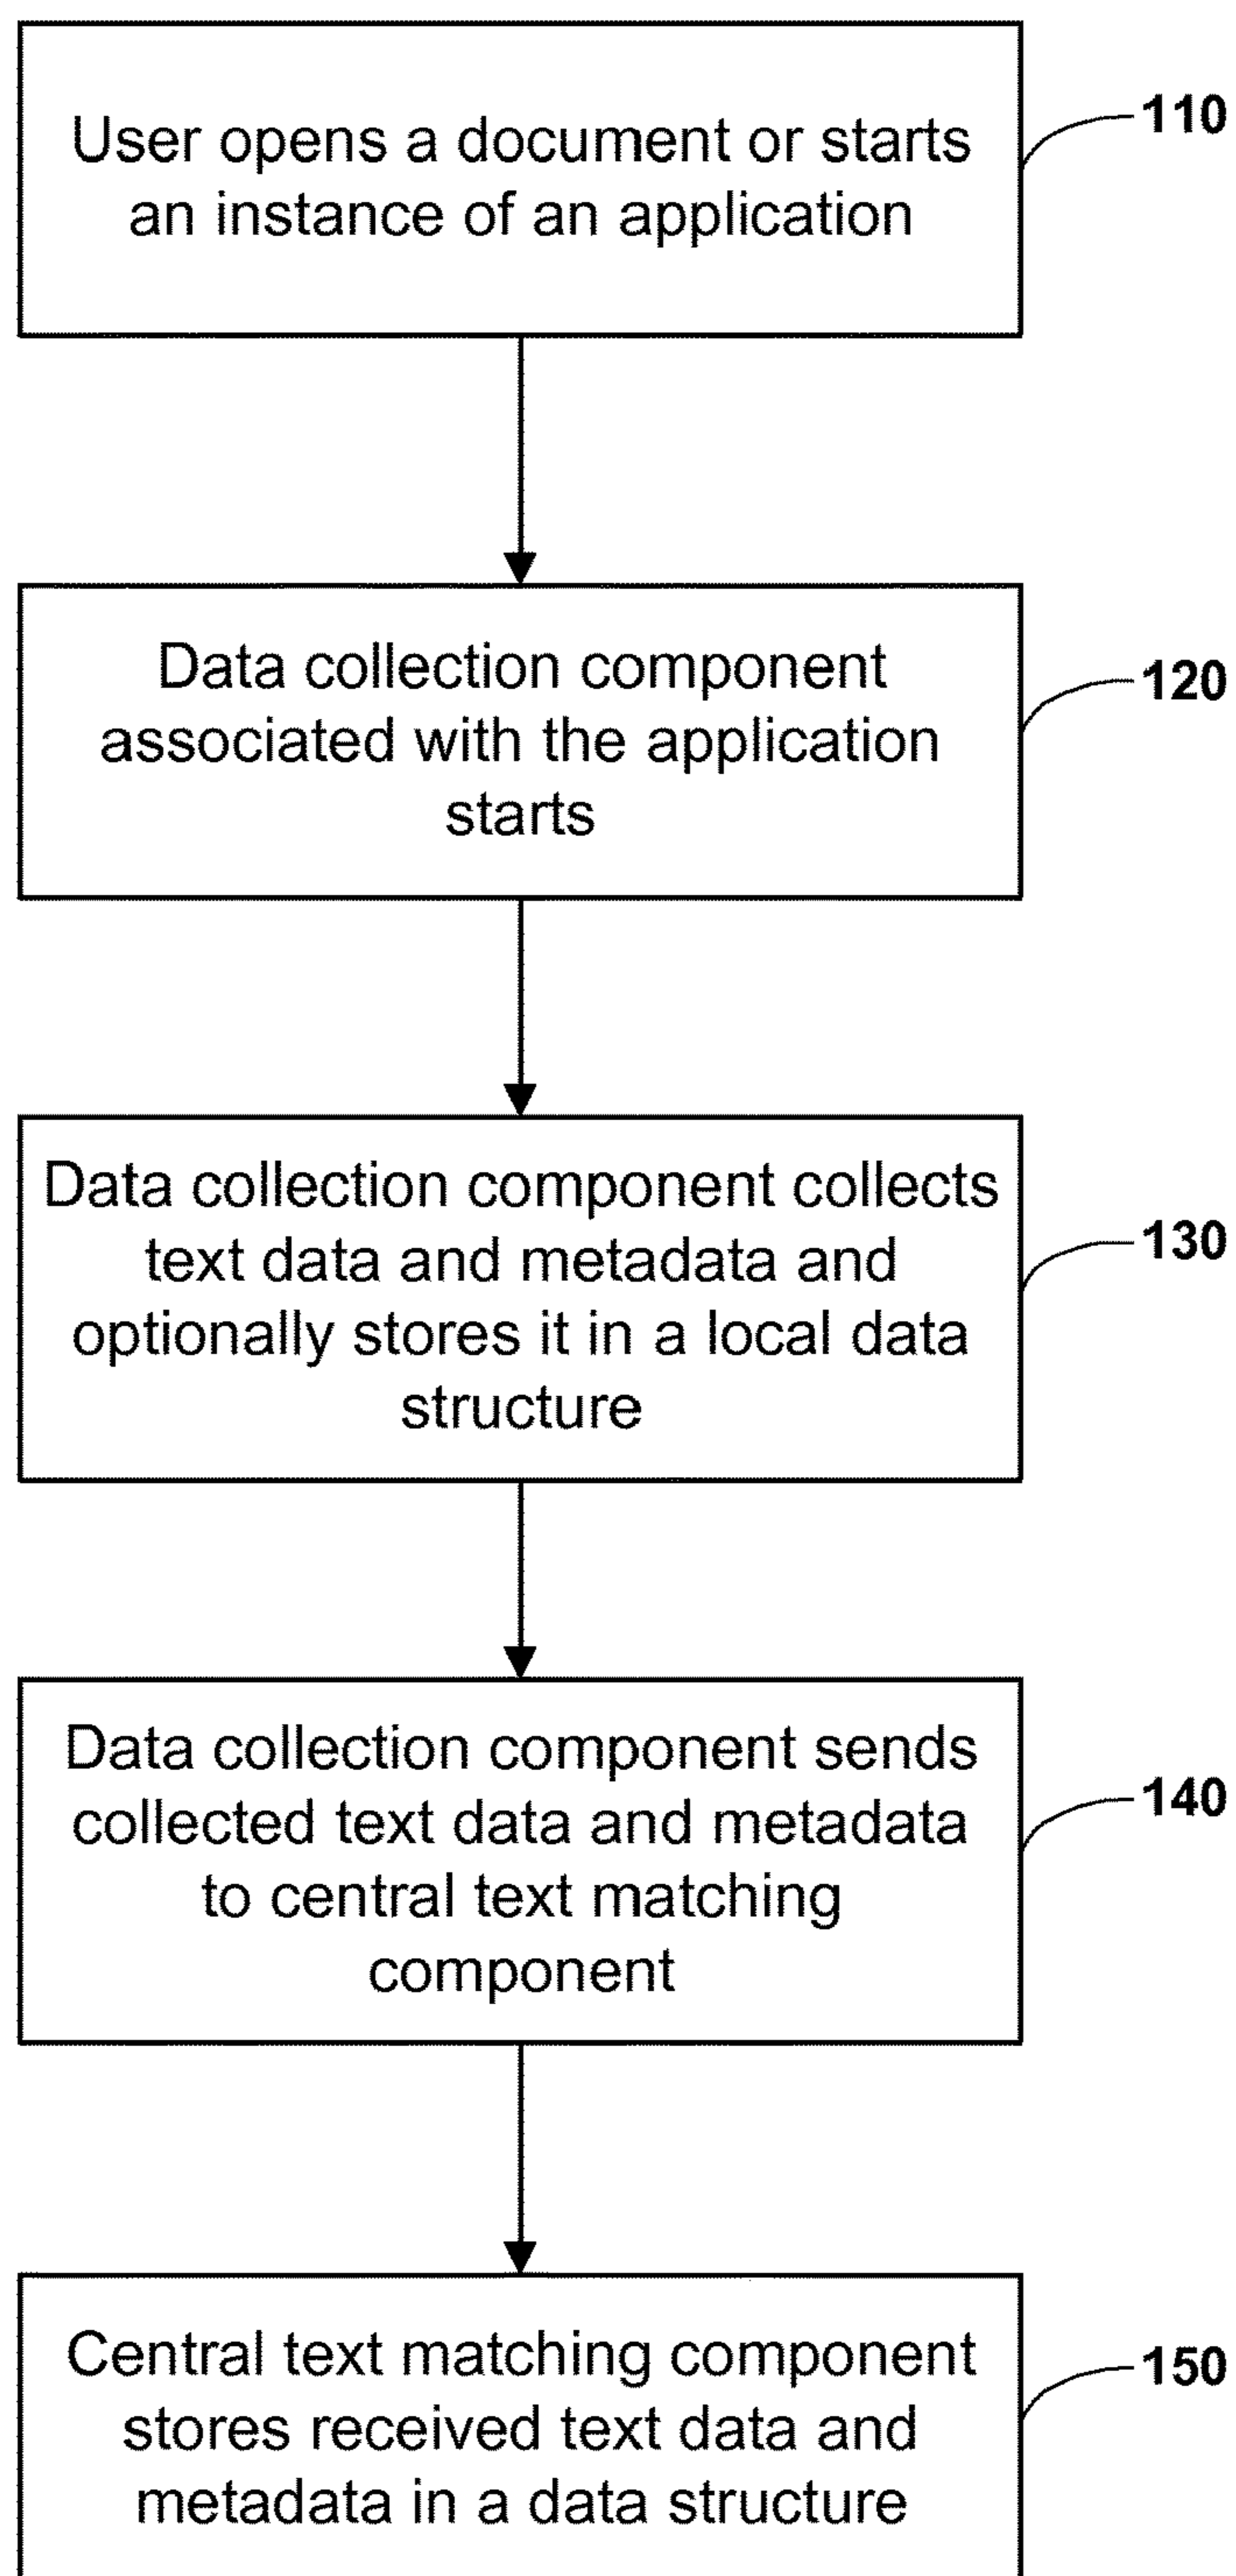 User opens a document or starts
an instance of an application
110
Data collection component
associated with the application
starts
120
Data collection component collects
text data and metadata and
optionally stores it in a local data
structure
130
Data collection component sends
collected text data and metadata
to central text matching
component
140
Central text matching component
stores received text data and
metadata in a data structure
150